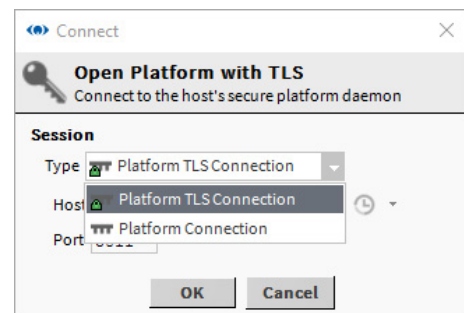 Connect
Open Platform with TLS
Connect to the host's secure platform daemon
Session
Type Platform TLS Connection
Platform TLS Connection
Host
Platform Connection
Port
OK Cancel